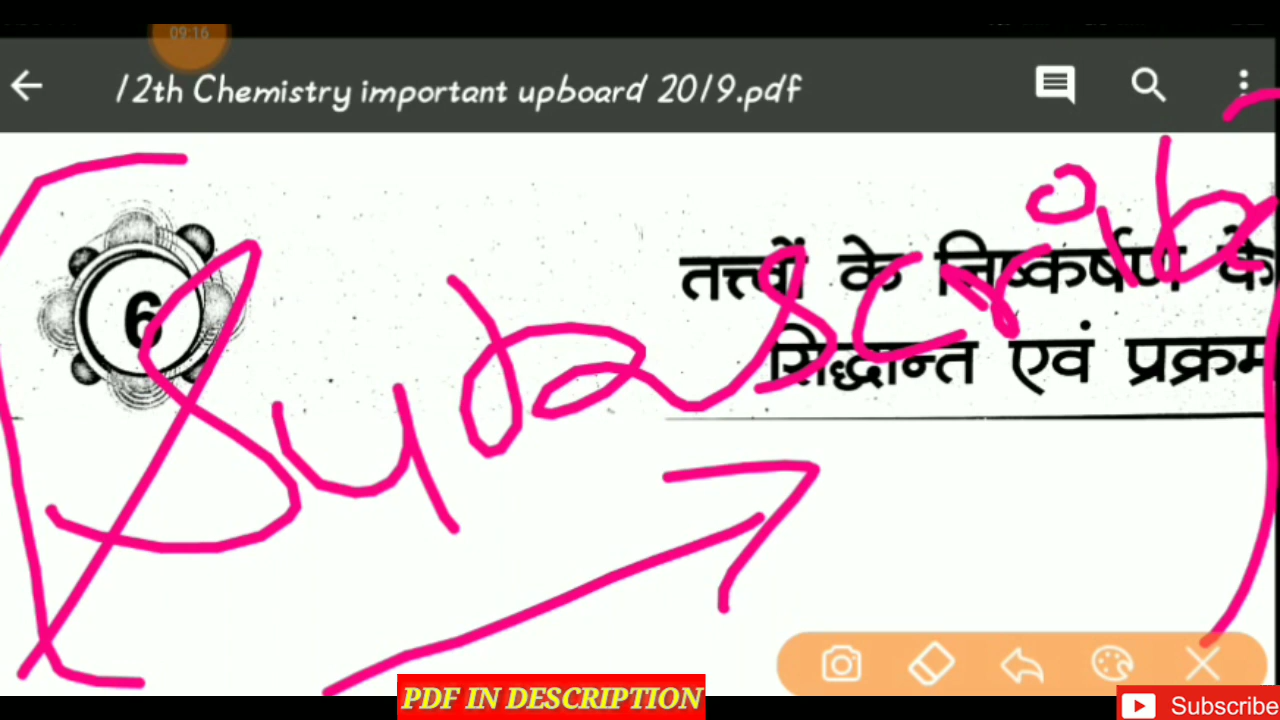 09:16
12th Chemistry important upboard 2019.pdf
6
तत्त्वों के निष्कर्षण के
सिद्धान्त एवं प्रक्रम
Subscrab
PDF IN DESCRIPTION
Subscribe